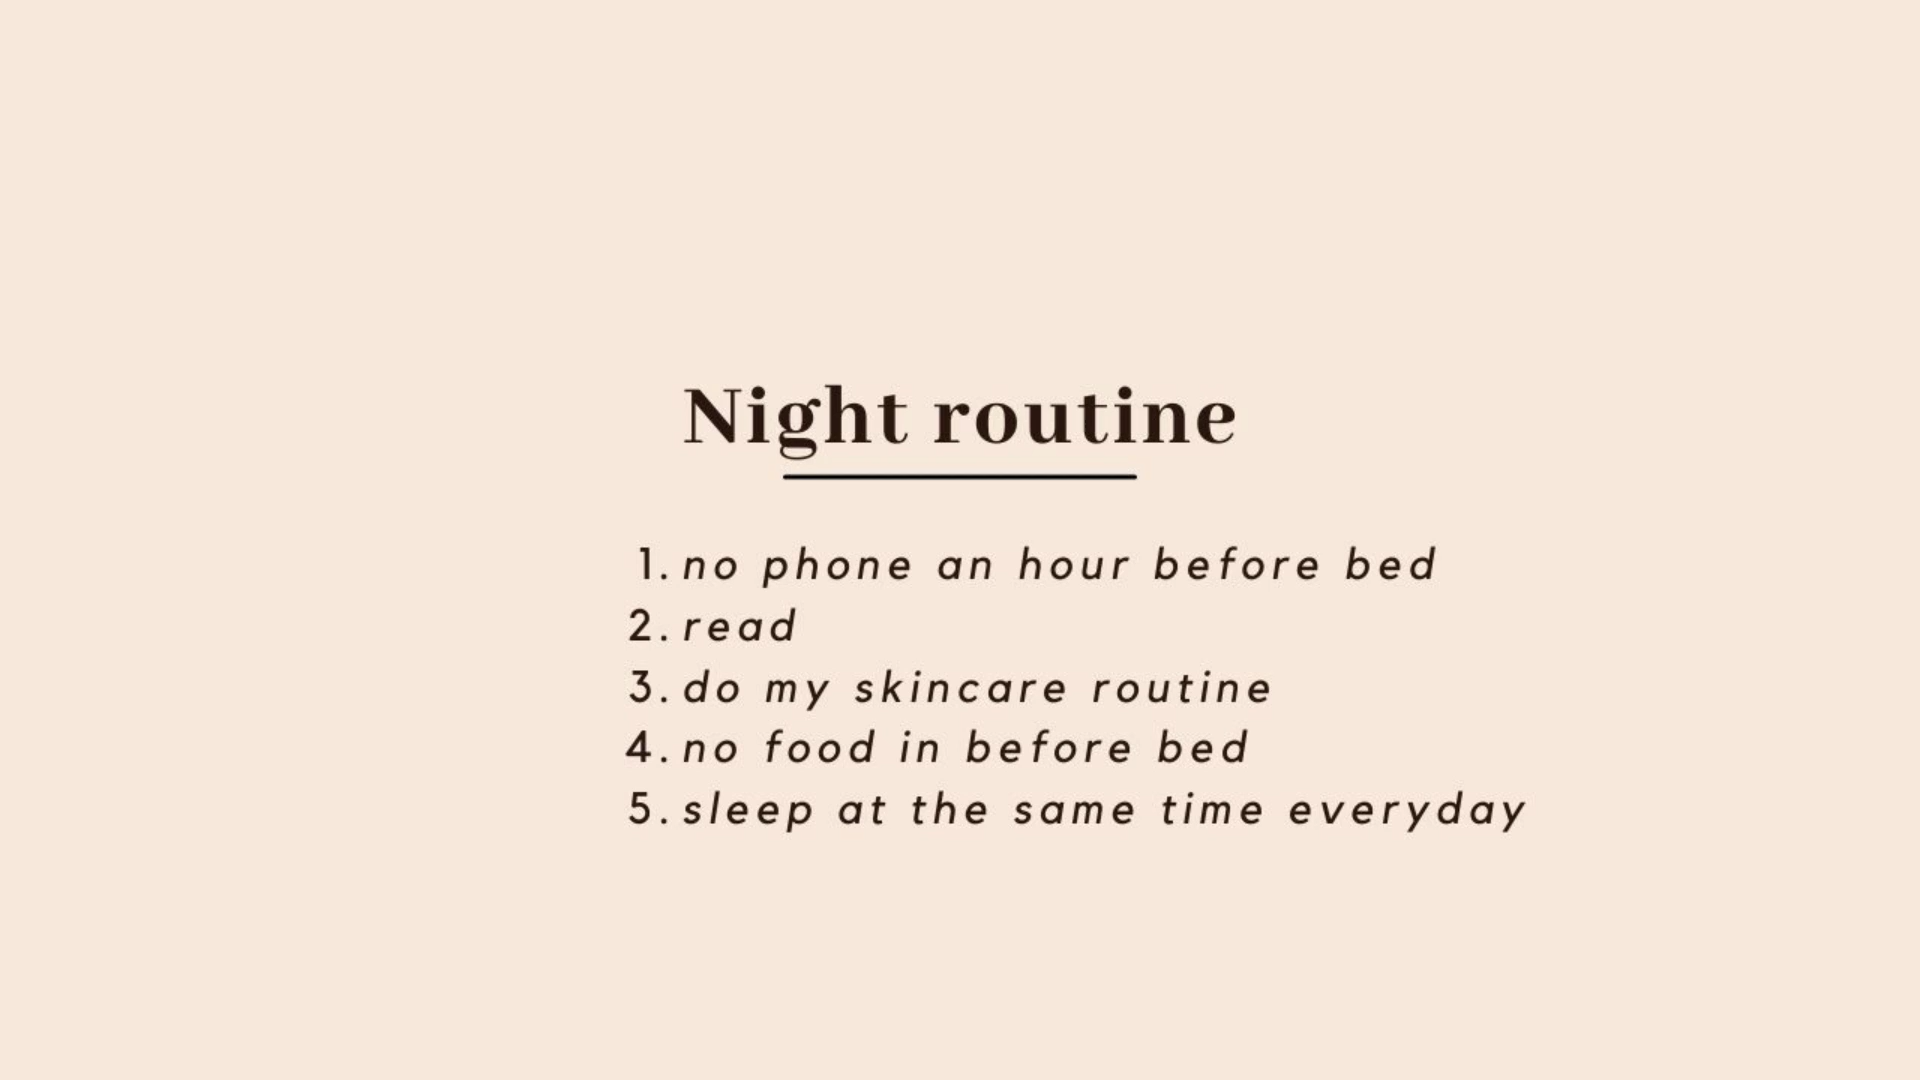 Night routine
1. no phone an hour before bed
2. read
3. do my skincare routine
4. no food in before bed
5. sleep at the same time everyday